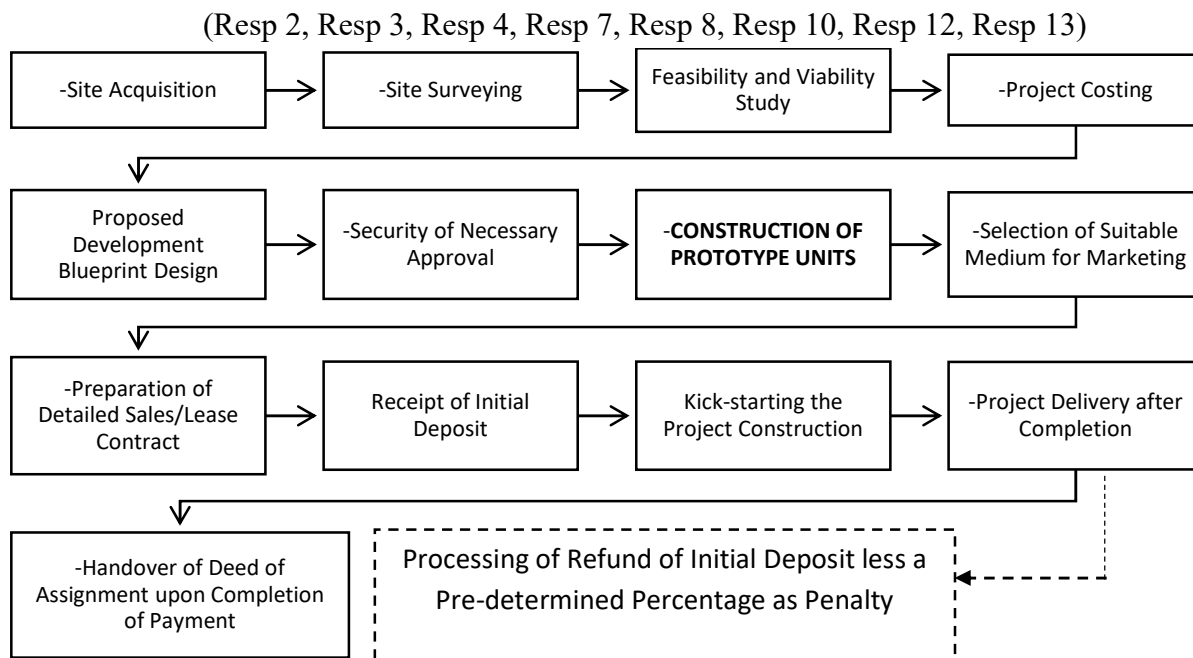 (Resp 2, Resp 3, Resp 4, Resp 7, Resp 8, Resp 10, Resp 12, Resp 13)
-Site Acquisition
-Site Surveying
Feasibility and Viability
Study
-Project Costing
Proposed
Development
Blueprint Design
-Security of Necessary
Approval
-CONSTRUCTION OF
PROTOTYPE UNITS
-Selection of Suitable
Medium for Marketing
-Preparation of
Detailed Sales/Lease
Contract
Receipt of Initial
Deposit
Kick-starting the
Project Construction
-Project Delivery after
Completion
-Handover of Deed of
Assignment upon Completion
of Payment
Processing of Refund of Initial Deposit less a
Pre-determined Percentage as Penalty